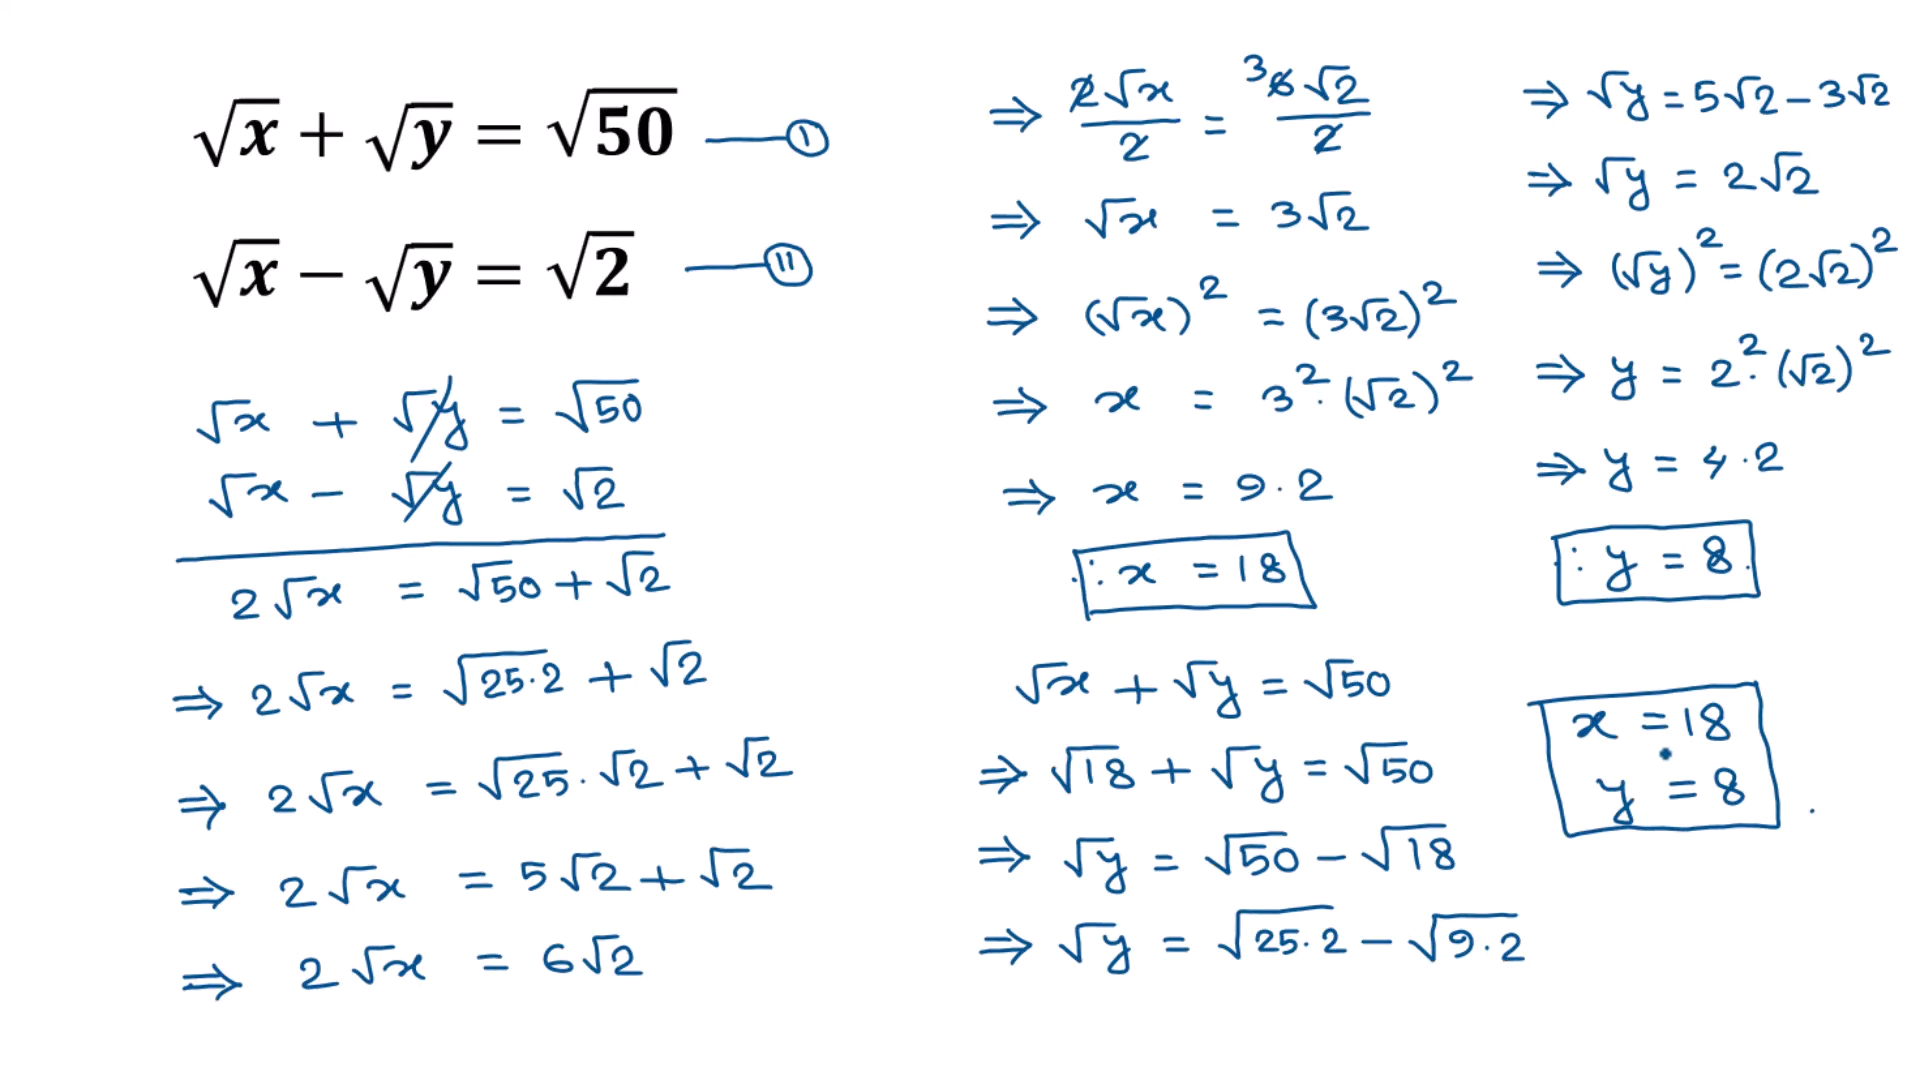 √x + √y = √50 —①
√x − √y = √2 —⑪
√x + √y = √50
√x − √y = √2
2√x = √50 + √2
⇒ 2√x = √25·2 + √2
⇒ 2√x = √25·√2 + √2
⇒ 2√x = 5√2 + √2
⇒ 2√x = 6√2
⇒ 2√x/2 = 3 6√2/2
⇒ √x = 3√2
⇒ (√x)² = (3√2)²
⇒ x = 3²·(√2)²
⇒ x = 9·2
∴ x = 18
√x + √y = √50
⇒ √18 + √y = √50
⇒ √y = √50 − √18
⇒ √y = √25·2 − √9·2
⇒ √y = 5√2 − 3√2
⇒ √y = 2√2
⇒ (√y)² = (2√2)²
⇒ y = 2²·(√2)²
⇒ y = 4·2
∴ y = 8.
x = 18
y = 8